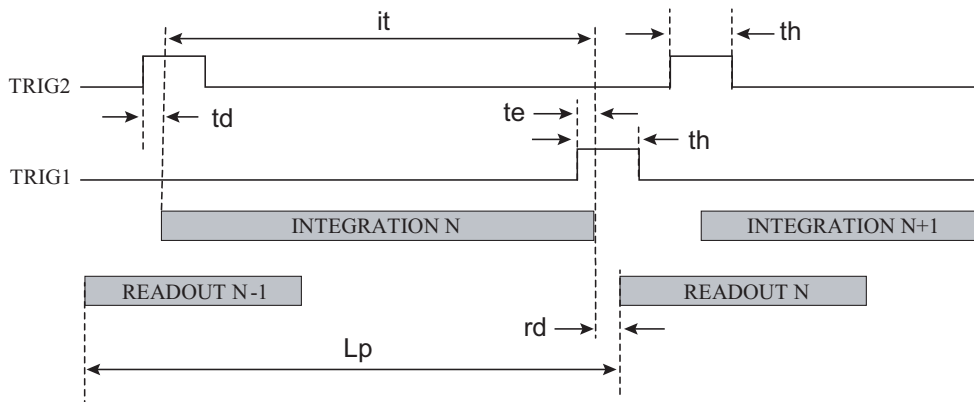 it
th
TRIG2
td
te
th
TRIG1
INTEGRATION N
INTEGRATION N+1
READOUT N-1
READOUT N
rd
Lp